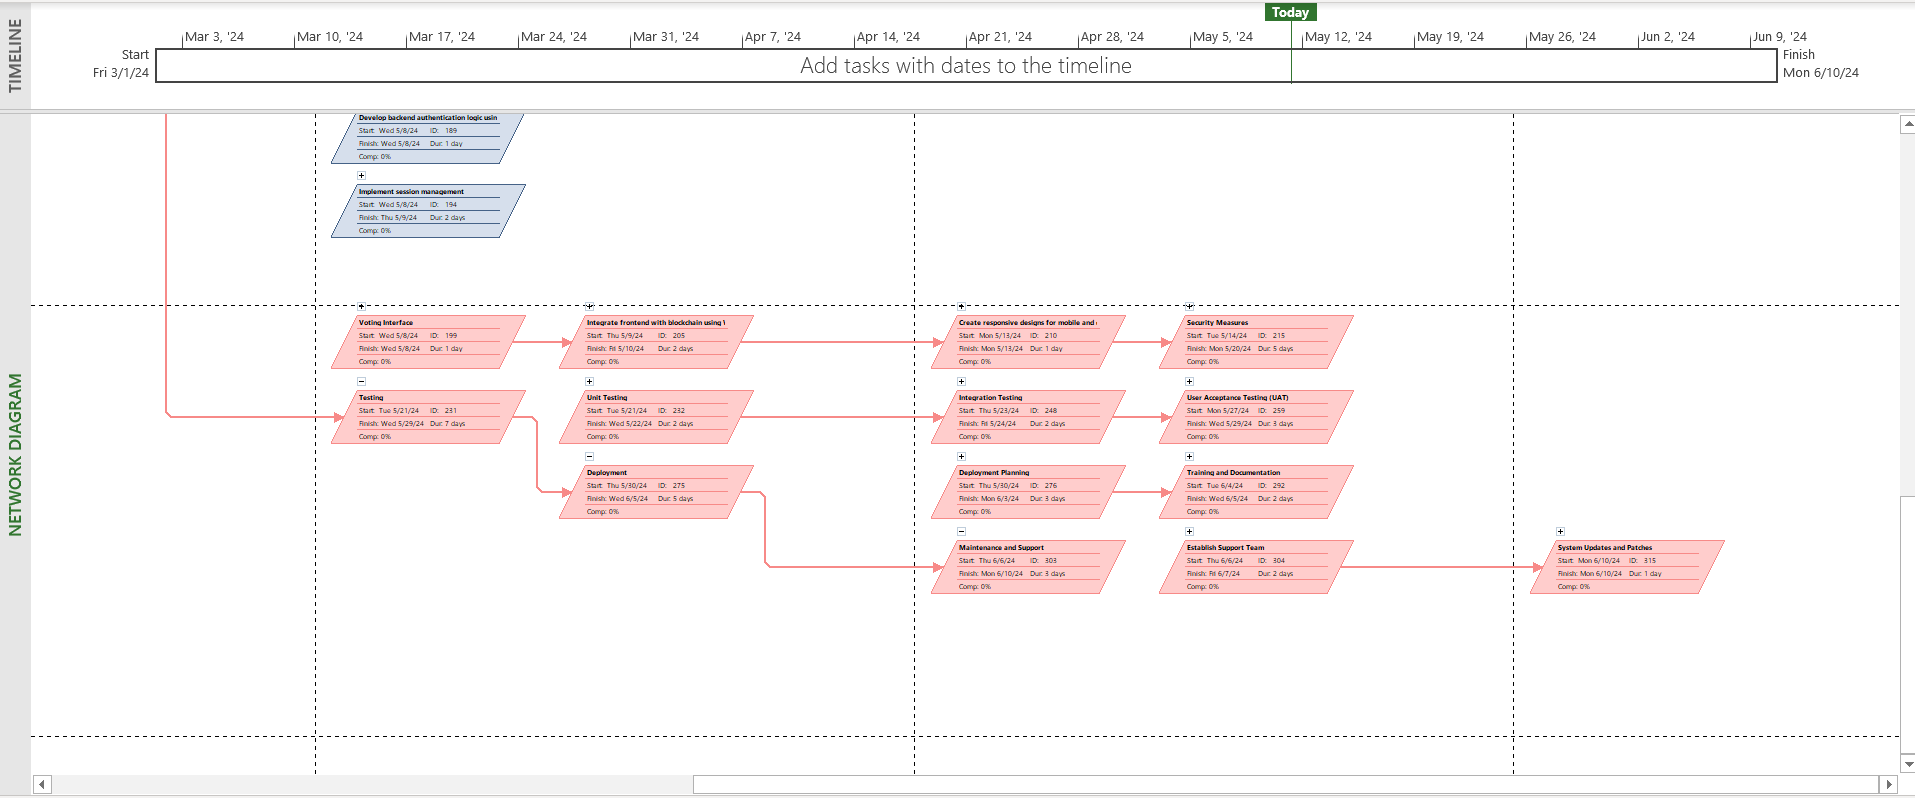 TIMELINE
Today
Mar 3, '24
Mar 10, '24
Mar 17, '24
Mar 24, '24
Mar 31, '24
Apr 7, '24
Apr 14, '24
Apr 21, '24
Apr 28, '24
May 5, '24
May 12, '24
May 19, '24
May 26, '24
Jun 2, '24
Jun 9, '24
Start
Fri 3/1/24
Add tasks with dates to the timeline
Finish
Mon 6/10/24
NETWORK DIAGRAM
Develop backend authentication logic usin
Start: Wed 5/8/24 ID: 189
Finish: Wed 5/8/24 Dur: 1 day
Comp: 0%
Implement session management
Start: Wed 5/8/24 ID: 194
Finish: Thu 5/9/24 Dur: 2 days
Comp: 0%
Voting Interface
Start: Wed 5/8/24 ID: 199
Finish: Wed 5/8/24 Dur: 1 day
Comp: 0%
Integrate frontend with blockchain using
Start: Thu 5/9/24 ID: 205
Finish: Fri 5/10/24 Dur: 2 days
Comp: 0%
Create responsive designs for mobile and
Start: Mon 5/13/24 ID: 210
Finish: Mon 5/13/24 Dur: 1 day
Comp: 0%
Security Measures
Start: Tue 5/14/24 ID: 215
Finish: Mon 5/20/24 Dur: 5 days
Comp: 0%
Testing
Start: Tue 5/21/24 ID: 231
Finish: Wed 5/29/24 Dur: 7 days
Comp: 0%
Unit Testing
Start: Tue 5/21/24 ID: 232
Finish: Wed 5/22/24 Dur: 2 days
Comp: 0%
Integration Testing
Start: Thu 5/23/24 ID: 248
Finish: Fri 5/24/24 Dur: 2 days
Comp: 0%
User Acceptance Testing (UAT)
Start: Mon 5/27/24 ID: 259
Finish: Wed 5/29/24 Dur: 3 days
Comp: 0%
Deployment
Start: Thu 5/30/24 ID: 275
Finish: Wed 6/5/24 Dur: 5 days
Comp: 0%
Deployment Planning
Start: Thu 5/30/24 ID: 276
Finish: Mon 6/3/24 Dur: 3 days
Comp: 0%
Training and Documentation
Start: Tue 6/4/24 ID: 292
Finish: Wed 6/5/24 Dur: 2 days
Comp: 0%
Maintenance and Support
Start: Thu 6/6/24 ID: 303
Finish: Mon 6/10/24 Dur: 3 days
Comp: 0%
Establish Support Team
Start: Thu 6/6/24 ID: 304
Finish: Fri 6/7/24 Dur: 2 days
Comp: 0%
System Updates and Patches
Start: Mon 6/10/24 ID: 315
Finish: Mon 6/10/24 Dur: 1 day
Comp: 0%